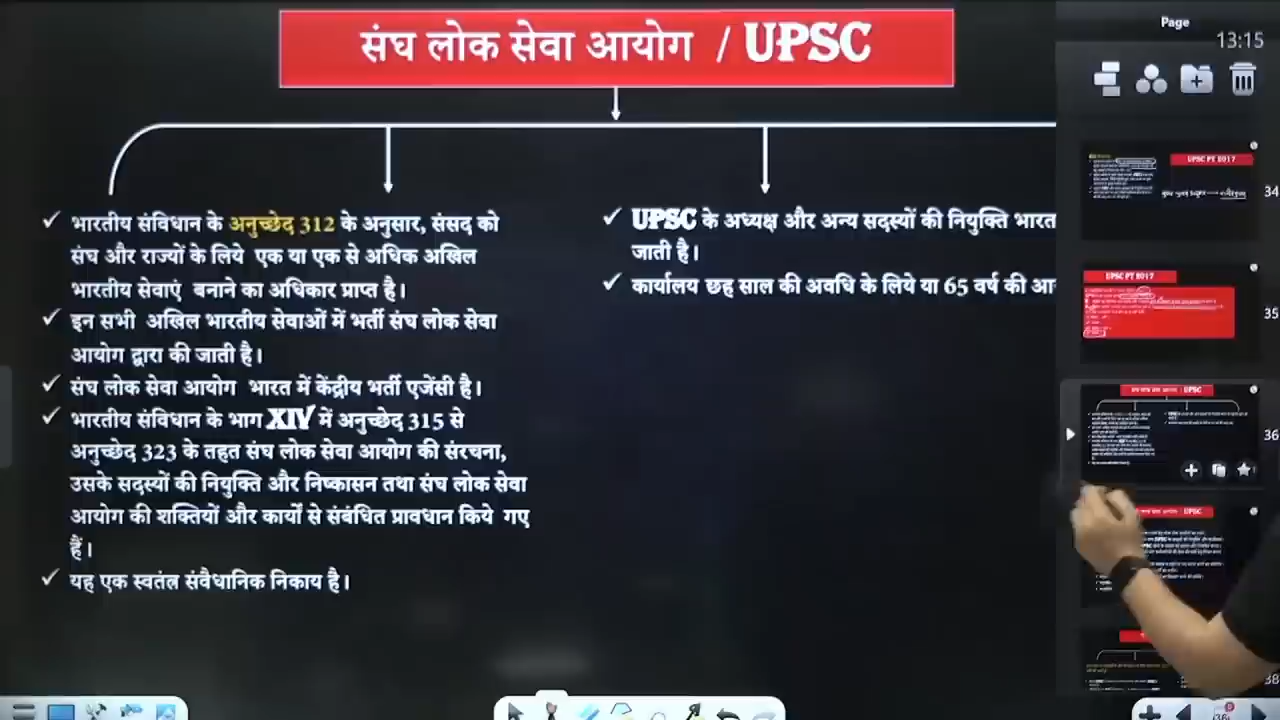 संघ लोक सेवा आयोग / UPSC
Page
13:15
भारतीय संविधान के अनुच्छेद 312 के अनुसार, संसद को
संघ और राज्यों के लिये एक या एक से अधिक अखिल
भारतीय सेवाएं बनाने का अधिकार प्राप्त है।
इन सभी अखिल भारतीय सेवाओं में भर्ती संघ लोक सेवा
आयोग द्वारा की जाती है।
संघ लोक सेवा आयोग भारत में केंद्रीय भर्ती एजेंसी है।
भारतीय संविधान के भाग XIV में अनुच्छेद 315 से
अनुच्छेद 323 के तहत संघ लोक सेवा आयोग की संरचना,
उसके सदस्यों की नियुक्ति और निष्कासन तथा संघ लोक सेवा
आयोग की शक्तियों और कार्यों से संबंधित प्रावधान किये गए
हैं।
यह एक स्वतंत्र संवैधानिक निकाय है।
UPSC के अध्यक्ष और अन्य सदस्यों की नियुक्ति भारत
जाती है।
कार्यालय छह साल की अवधि के लिये या 65 वर्ष की
UPSC PT 2017
34
UPSC PT 2017
35
UPSC
36
UPSC
38